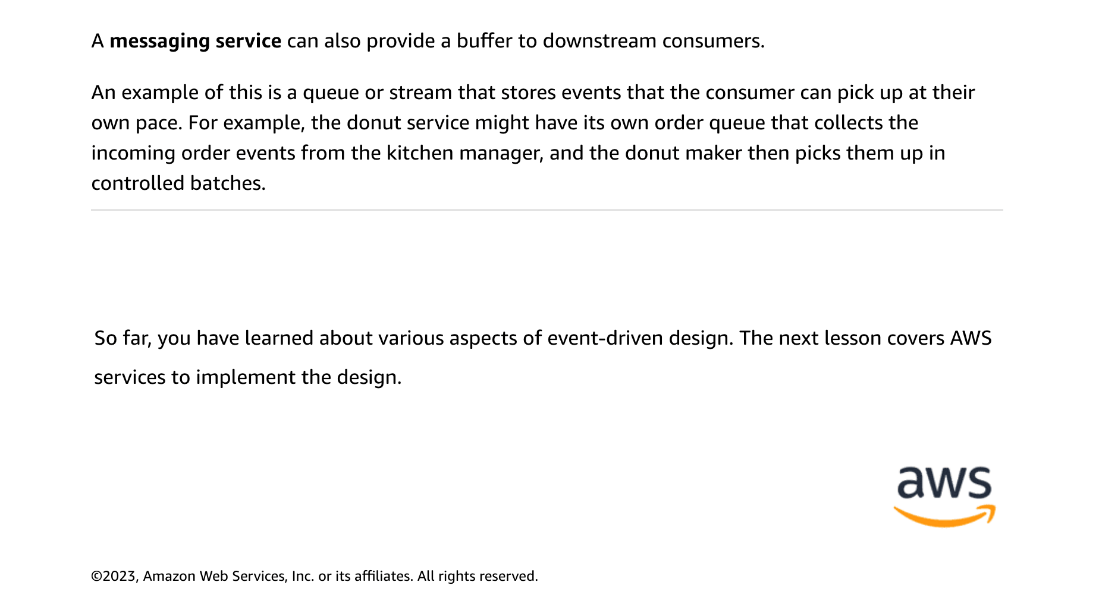 A messaging service can also provide a buffer to downstream consumers.
An example of this is a queue or stream that stores events that the consumer can pick up at their
own pace. For example, the donut service might have its own order queue that collects the
incoming order events from the kitchen manager, and the donut maker then picks them up in
controlled batches.
So far, you have learned about various aspects of event-driven design. The next lesson covers AWS
services to implement the design.
aws
©2023, Amazon Web Services, Inc. or its affiliates. All rights reserved.